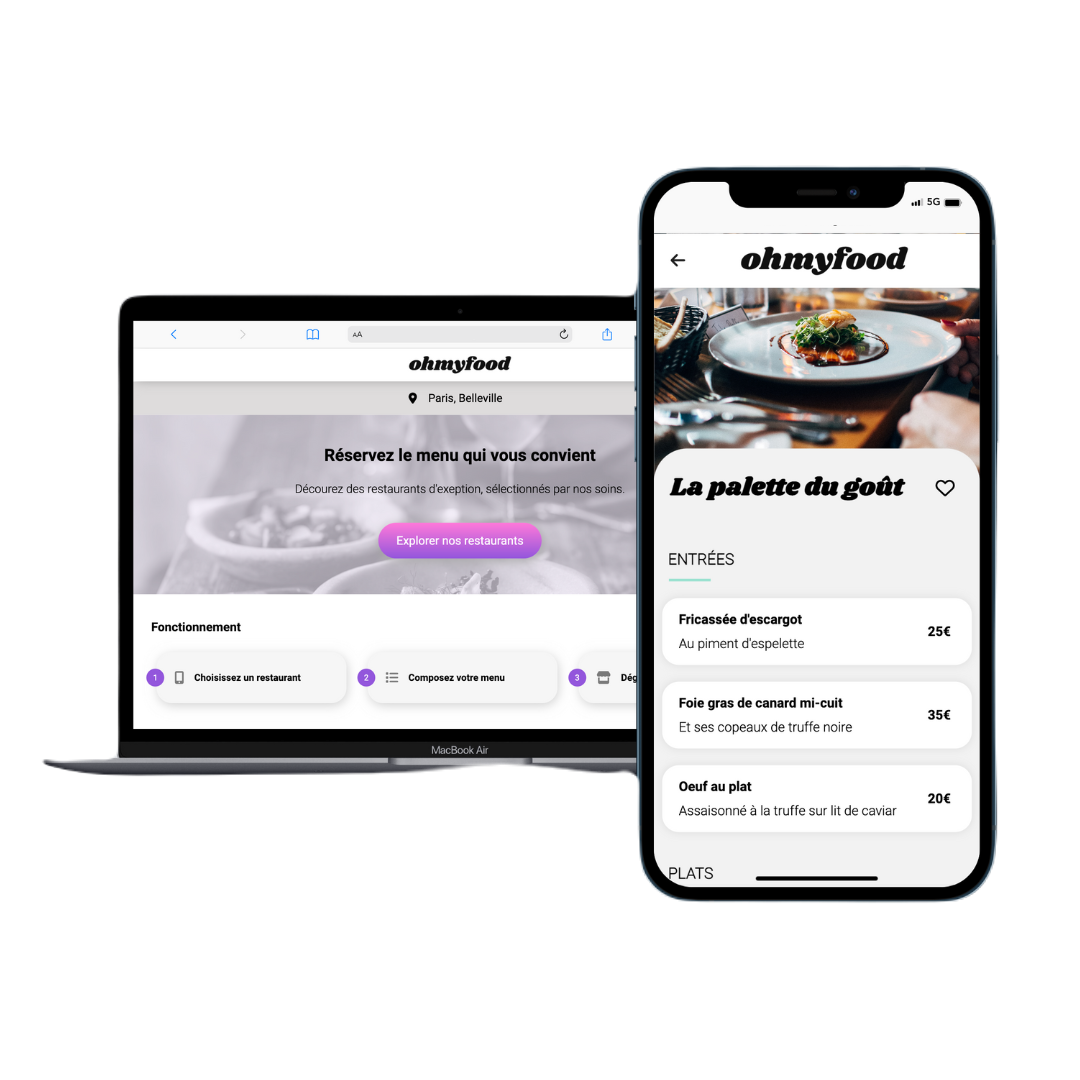 AA
ohmyfood
Paris, Belleville
Réservez le menu qui vous convient
Décourez des restaurants d'exeption, sélectionnés par nos soins.
Explorer nos restaurants
Fonctionnement
1 Choisissez un restaurant
2 Composez votre menu
3 Dég
MacBook Air
5G
ohmyfood
La palette du goût
ENTRÉES
Fricassée d'escargot
Au piment d'espelette
25€
Foie gras de canard mi-cuit
Et ses copeaux de truffe noire
35€
Oeuf au plat
Assaisonné à la truffe sur lit de caviar
20€
PLATS